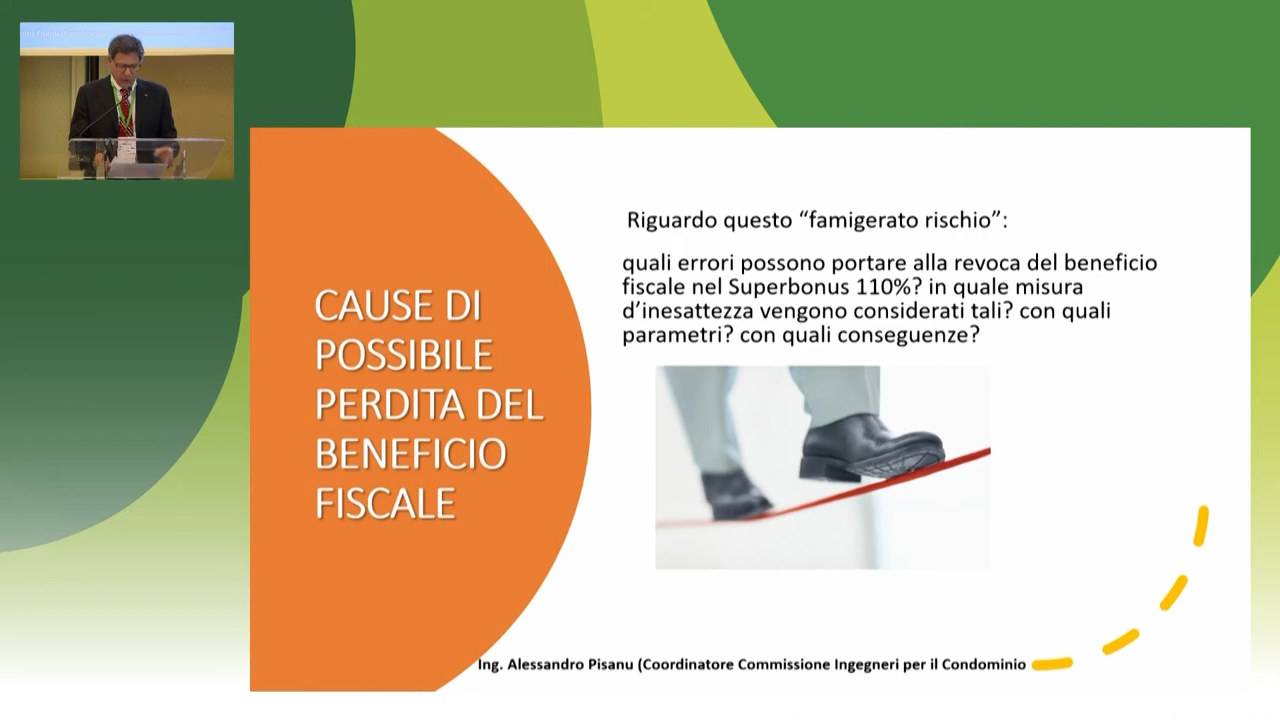 CAUSE DI
POSSIBILE
PERDITA DEL
BENEFICIO
FISCALE
Riguardo questo “famigerato rischio”:
quali errori possono portare alla revoca del beneficio
fiscale nel Superbonus 110%? in quale misura
d’inesattezza vengono considerati tali? con quali
parametri? con quali conseguenze?
Ing. Alessandro Pisanu (Coordinatore Commissione Ingegneri per il Condominio